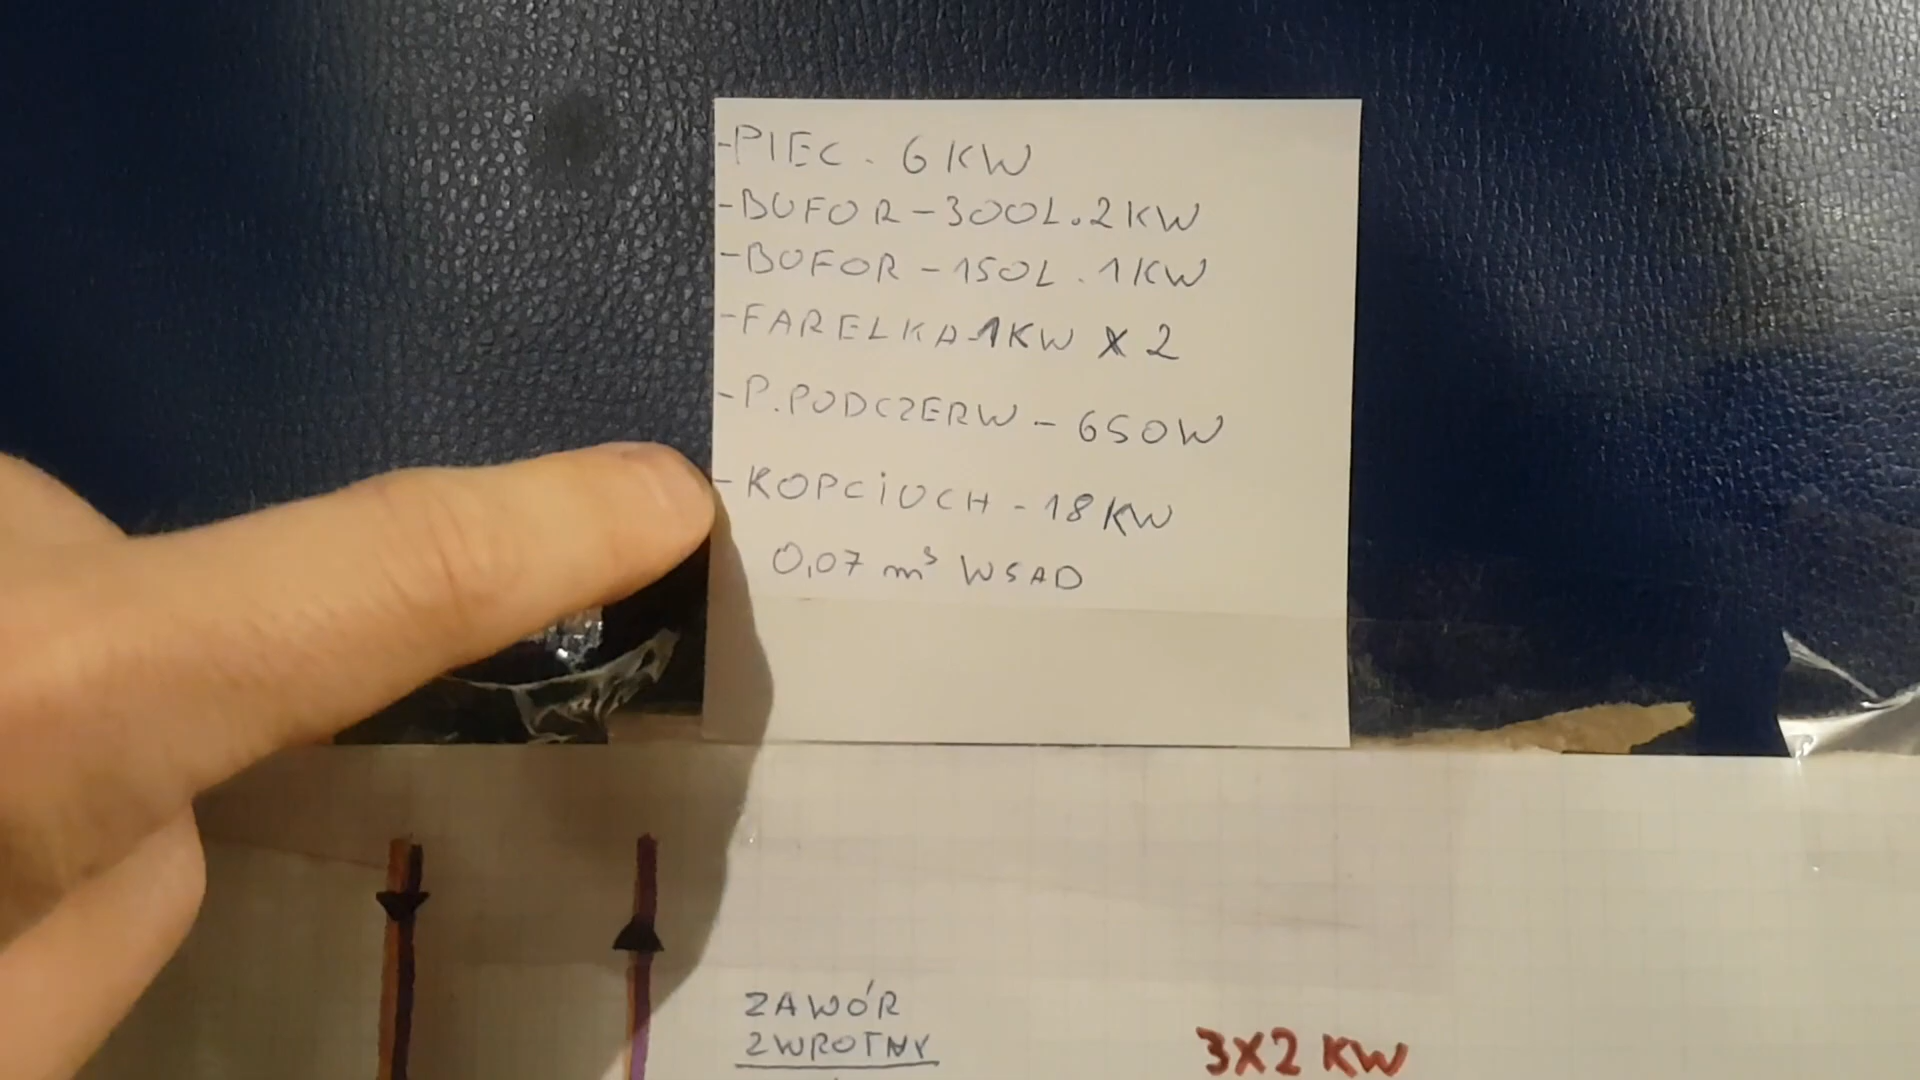 -PIEC. 6KW
-BUFOR-300L.2KW
-BUFOR-150L.1KW
-FARELKA-1KW X 2
-P.PODCZERW-650W
-KOPCiUCH-18KW
0,07 m³ WSAD
ZAWÓR
ZWROTNY
3X2 KW